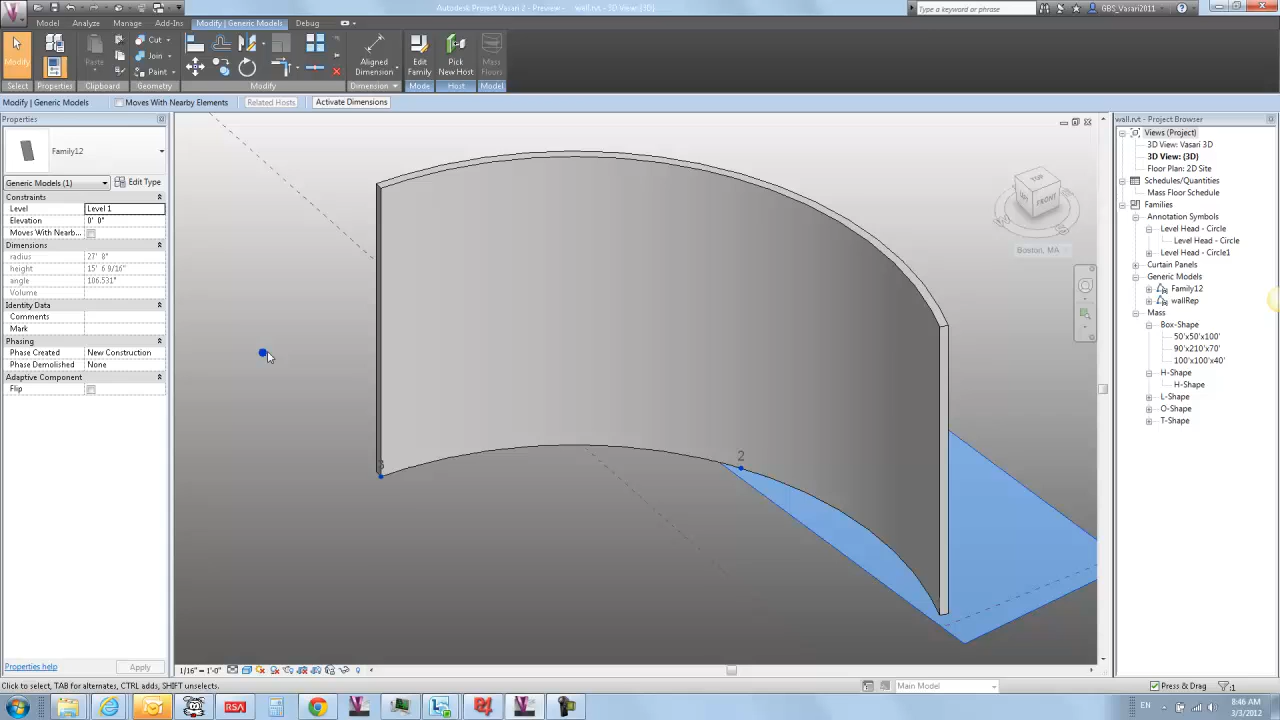 Autodesk Project Vasari 2.1 - Preview - wall.rvt - 3D View: {3D}
Type a keyword or phrase
GBS_Vasari2011
Model Analyze Manage Add-Ins Modify | Generic Models Debug
Modify
Paste
Cut
Join
Paint
Aligned Dimension
Edit Family
Pick New Host
Mass Floors
Select Properties Clipboard Geometry Modify Dimension Mode Host Model
Modify | Generic Models
Moves With Nearby Elements
Related Hosts
Activate Dimensions
Properties
Family12
Generic Models (1)
Edit Type
Constraints
Level Level 1
Elevation 0' 0"
Moves With Nearb...
Dimensions
radius 27' 8"
height 15' 6 9/16"
angle 106.531°
Volume
Identity Data
Comments
Mark
Phasing
Phase Created New Construction
Phase Demolished None
Adaptive Component
Flip
Properties help
Apply
TOP
FRONT
Boston, MA
2
3
wall.rvt - Project Browser
Views (Project)
3D View: Vasari 3D
3D View: {3D}
Floor Plan: 2D Site
Schedules/Quantities
Mass Floor Schedule
Families
Annotation Symbols
Level Head - Circle
Level Head - Circle
Level Head - Circle1
Curtain Panels
Generic Models
Family12
wallRep
Mass
Box-Shape
50'x50'x100'
90'x210'x70'
100'x100'x40'
H-Shape
H-Shape
L-Shape
O-Shape
T-Shape
1/16" = 1'-0"
Click to select, TAB for alternates, CTRL adds, SHIFT unselects.
Main Model
Press & Drag
:1
RSA
EN
8:46 AM
3/3/2012